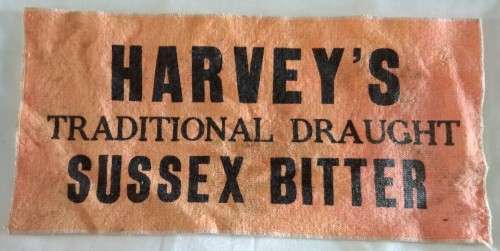 HARVEY'S
TRADITIONAL DRAUGHT
SUSSEX BITTER